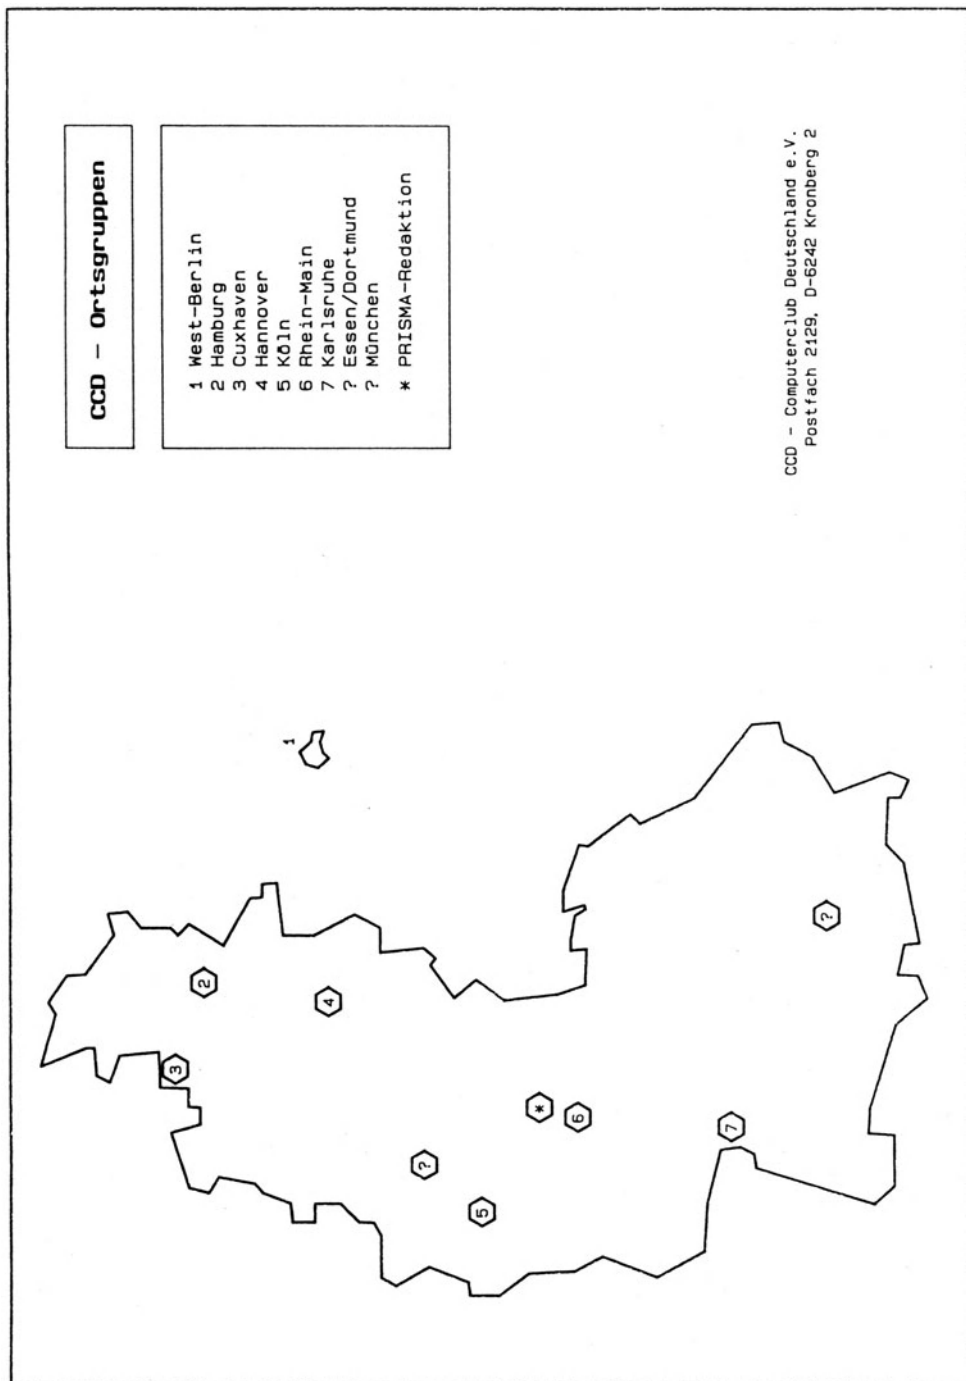 CCD - Ortsgruppen
1 West-Berlin
2 Hamburg
3 Cuxhaven
4 Hannover
5 Köln
6 Rhein-Main
7 Karlsruhe
? Essen/Dortmund
? München
* PRISMA-Redaktion
1
2
3
4
?
*
6
5
7
?
CCD - Computerclub Deutschland e.V.
Postfach 2129, D-6242 Kronberg 2